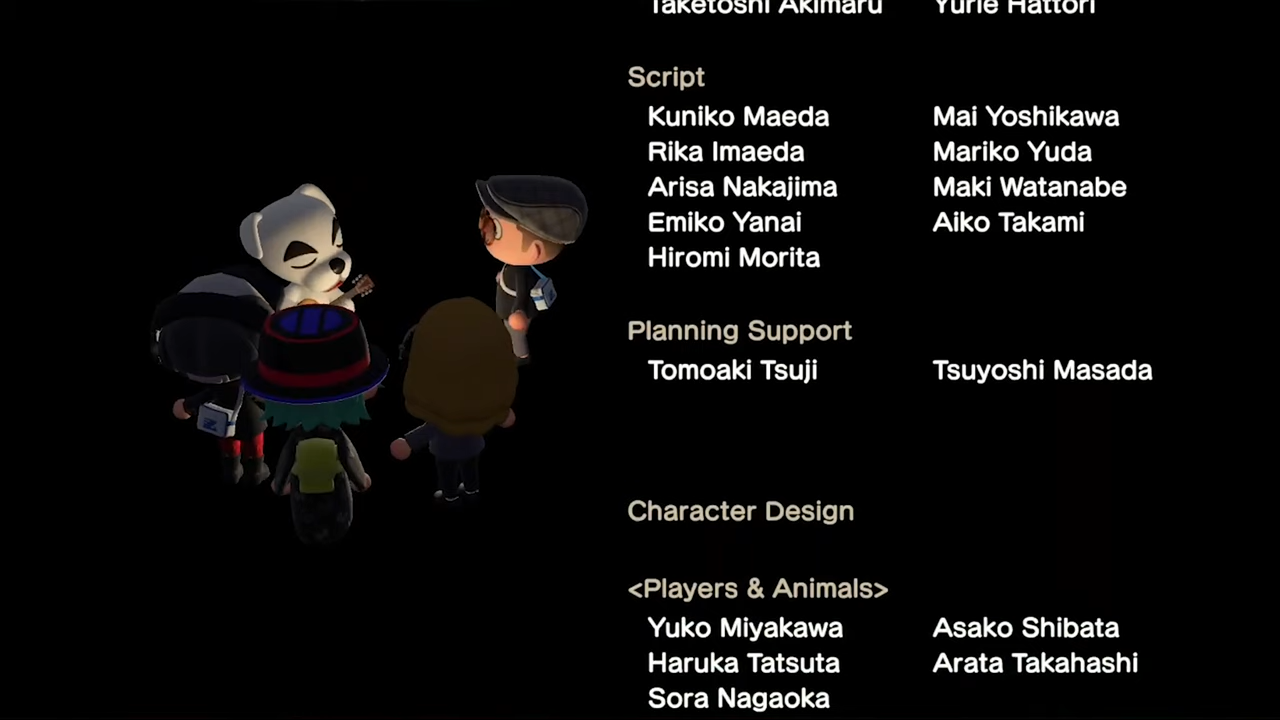 Taketoshi Akimaru Yurie Hattori
Script
Kuniko Maeda Mai Yoshikawa
Rika Imaeda Mariko Yuda
Arisa Nakajima Maki Watanabe
Emiko Yanai Aiko Takami
Hiromi Morita
Planning Support
Tomoaki Tsuji Tsuyoshi Masada
Character Design
<Players & Animals>
Yuko Miyakawa Asako Shibata
Haruka Tatsuta Arata Takahashi
Sora Nagaoka